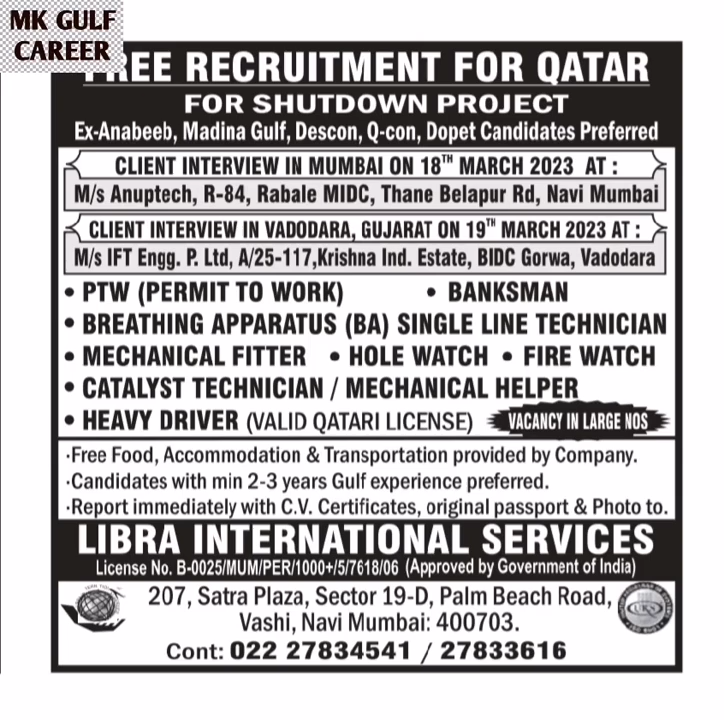 MK GULF
CAREER
FREE RECRUITMENT FOR QATAR
FOR SHUTDOWN PROJECT
Ex-Anabeeb, Madina Gulf, Descon, Q-con, Dopet Candidates Preferred
CLIENT INTERVIEW IN MUMBAI ON 18TH MARCH 2023 AT :
M/s Anuptech, R-84, Rabale MIDC, Thane Belapur Rd, Navi Mumbai
CLIENT INTERVIEW IN VADODARA, GUJARAT ON 19TH MARCH 2023 AT :
M/s IFT Engg. P. Ltd, A/25-117,Krishna Ind. Estate, BIDC Gorwa, Vadodara
• PTW (PERMIT TO WORK) • BANKSMAN
• BREATHING APPARATUS (BA) SINGLE LINE TECHNICIAN
• MECHANICAL FITTER • HOLE WATCH • FIRE WATCH
• CATALYST TECHNICIAN / MECHANICAL HELPER
• HEAVY DRIVER (VALID QATARI LICENSE) VACANCY IN LARGE NOS
·Free Food, Accommodation & Transportation provided by Company.
·Candidates with min 2-3 years Gulf experience preferred.
·Report immediately with C.V. Certificates, original passport & Photo to.
LIBRA INTERNATIONAL SERVICES
License No. B-0025/MUM/PER/1000+/5/7618/06 (Approved by Government of India)
207, Satra Plaza, Sector 19-D, Palm Beach Road,
Vashi, Navi Mumbai: 400703.
Cont: 022 27834541 / 27833616